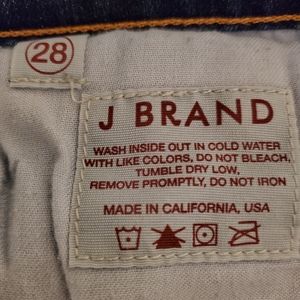 28
J BRAND
WASH INSIDE OUT IN COLD WATER
WITH LIKE COLORS, DO NOT BLEACH,
TUMBLE DRY LOW,
REMOVE PROMPTLY, DO NOT IRON
MADE IN CALIFORNIA, USA